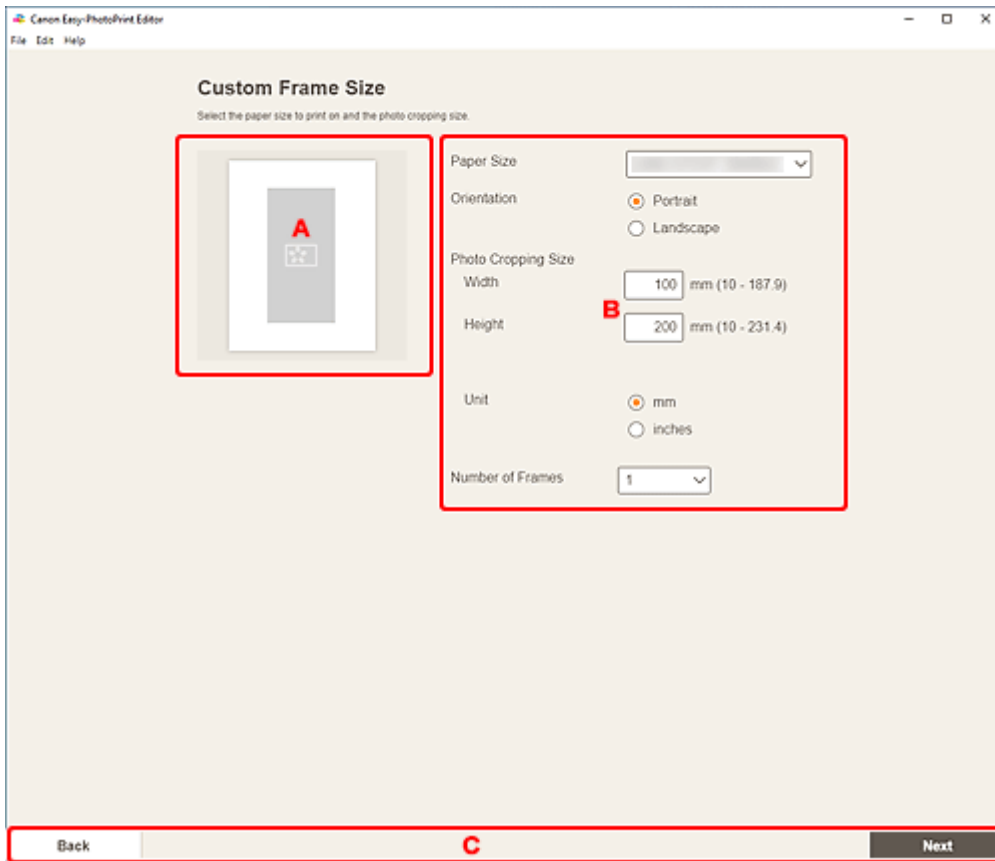 Canon Easy-PhotoPrint Editor
File Edit Help
Custom Frame Size
Select the paper size to print on and the photo cropping size.
A
Paper Size
Orientation
Portrait
Landscape
Photo Cropping Size
Width 100 mm (10 - 187.9)
B
Height 200 mm (10 - 231.4)
Unit
mm
inches
Number of Frames 1
Back C Next